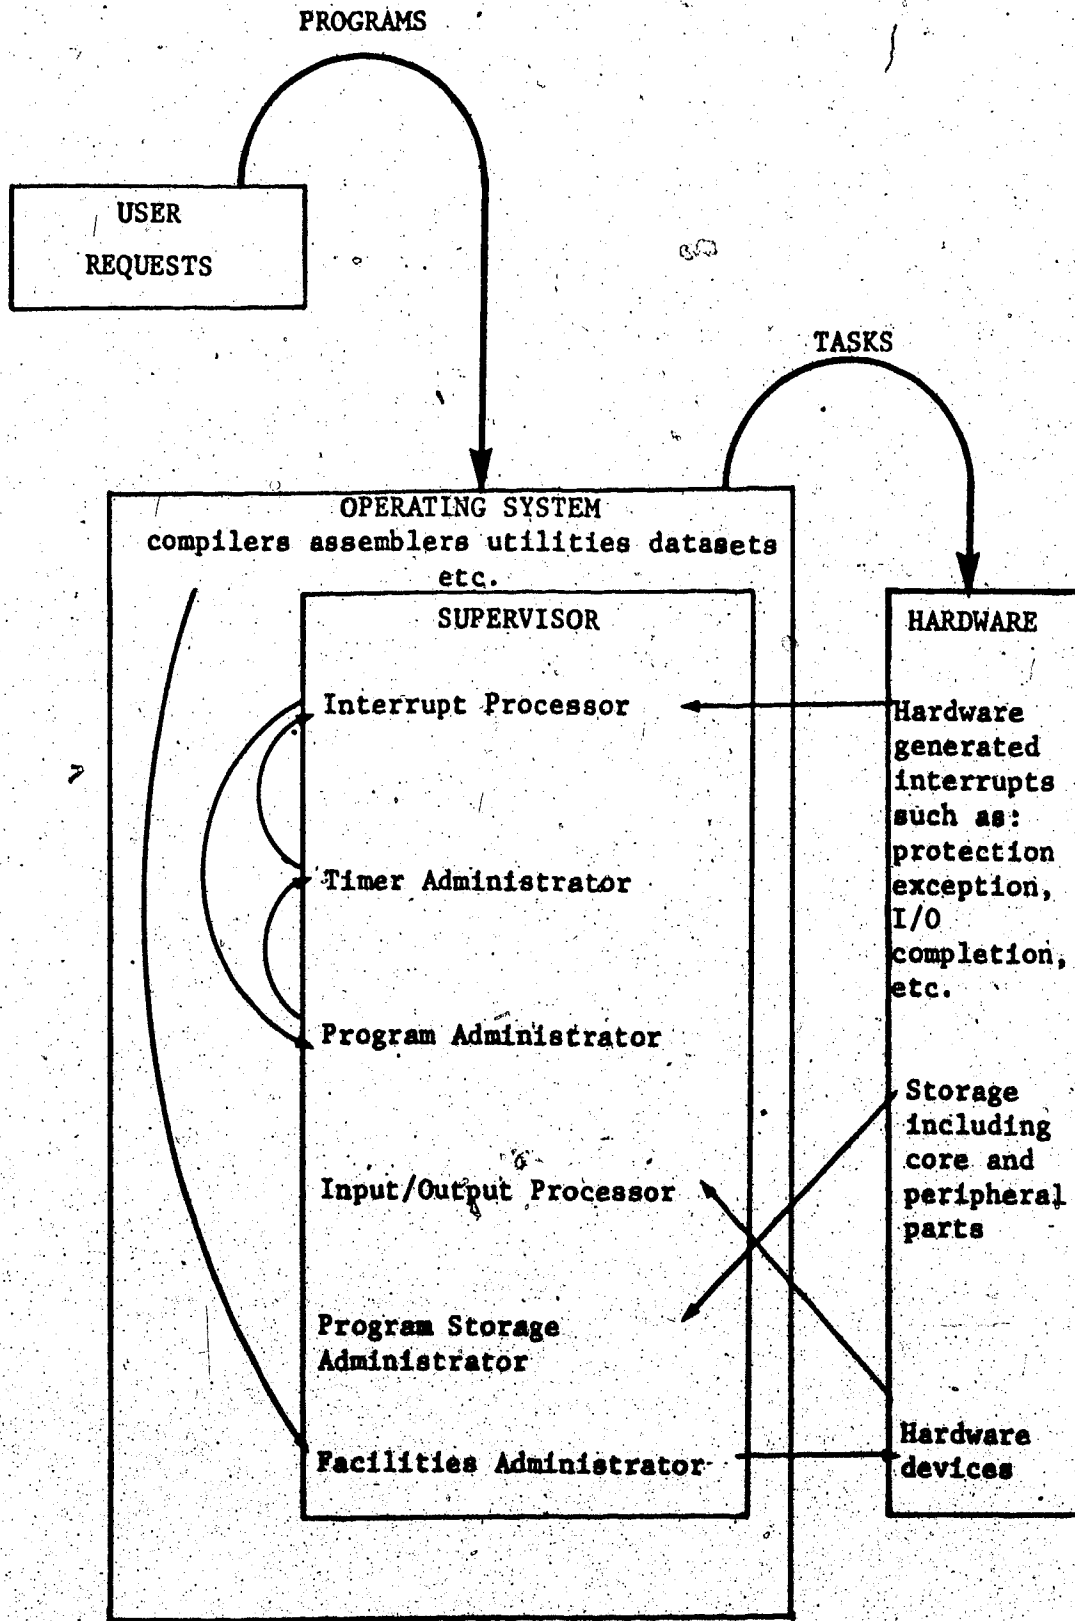 PROGRAMS
USER
REQUESTS
TASKS
OPERATING SYSTEM
compilers assemblers utilities datasets
etc.
SUPERVISOR
Interrupt Processor
Timer Administrator
Program Administrator
Input/Output Processor
Program Storage
Administrator
Facilities Administrator
HARDWARE
Hardware
generated
interrupts
such as:
protection
exception,
I/O
completion,
etc.
Storage
including
core and
peripheral
parts
Hardware
devices